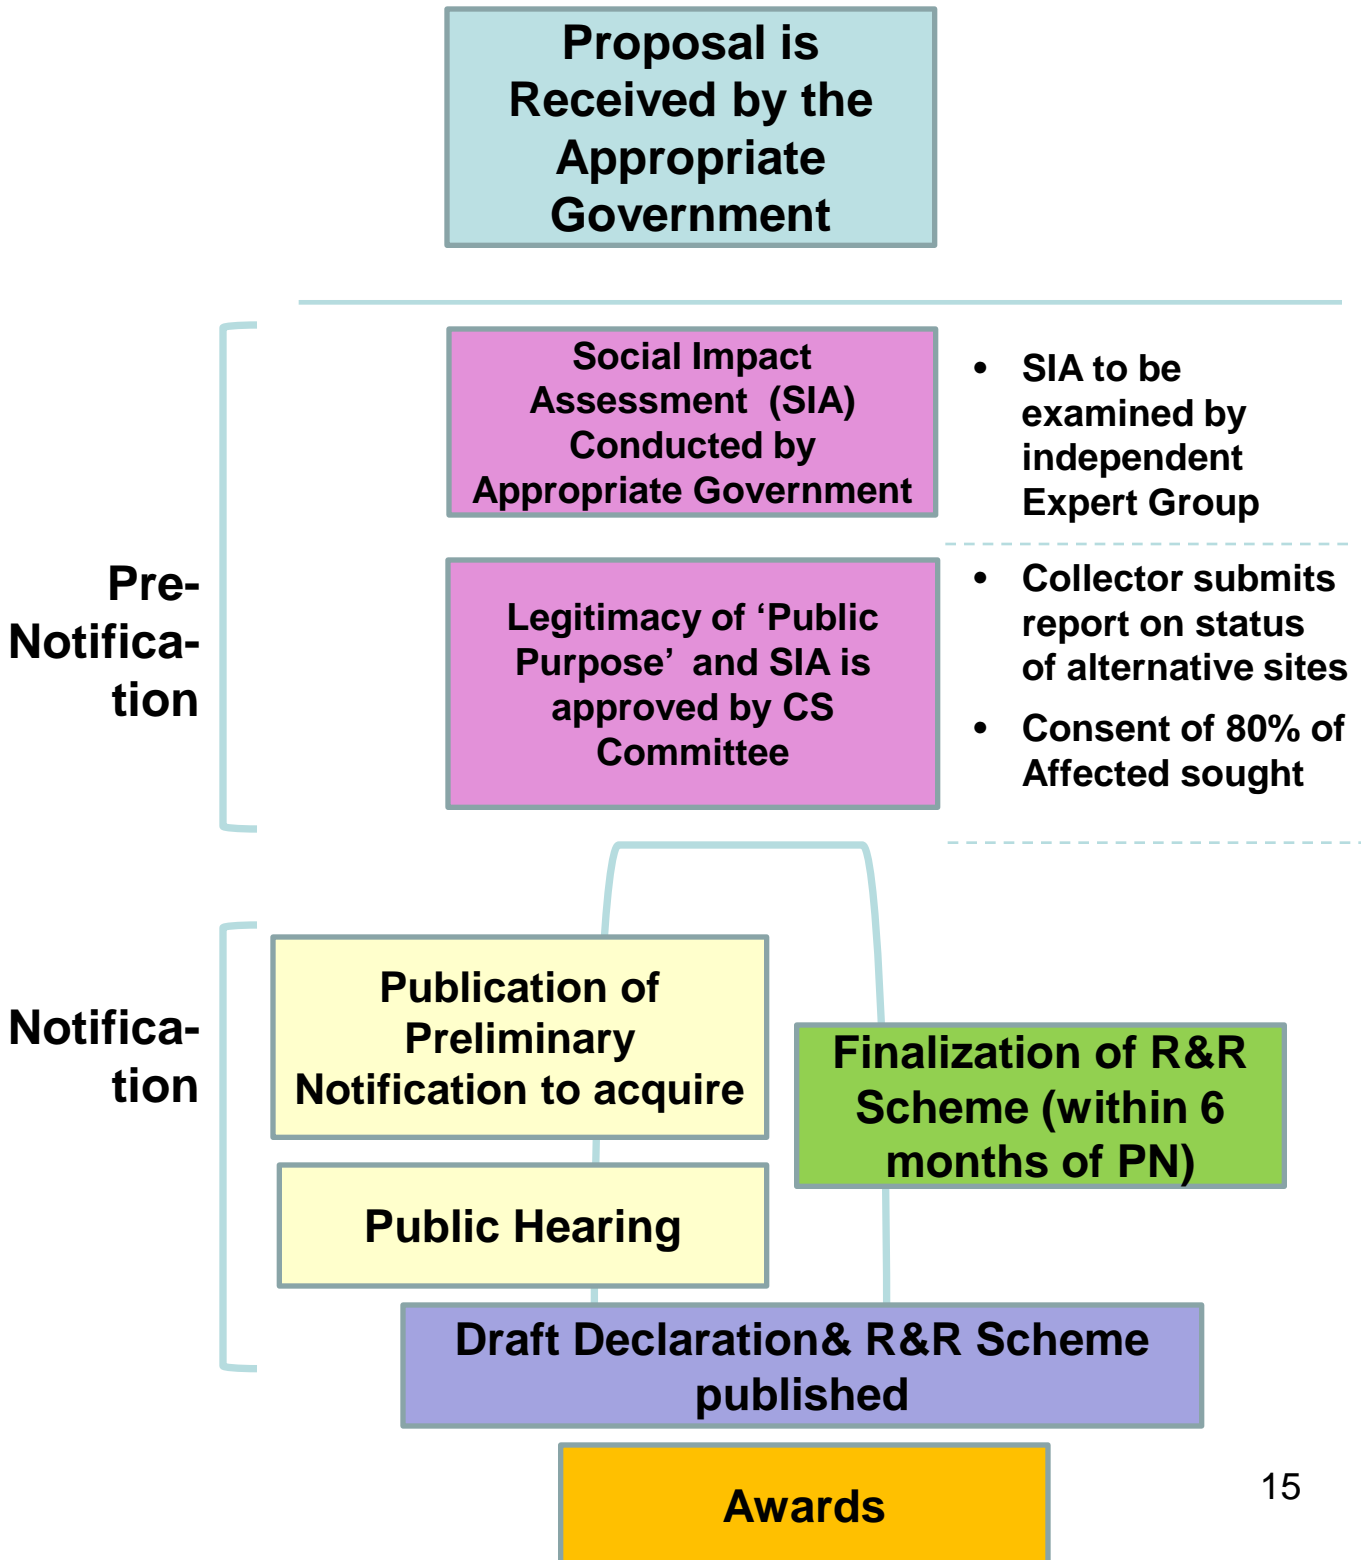 Proposal is
Received by the
Appropriate
Government
Pre-
Notifica-
tion
Social Impact
Assessment (SIA)
Conducted by
Appropriate Government
• SIA to be
examined by
independent
Expert Group
Legitimacy of ‘Public
Purpose’ and SIA is
approved by CS
Committee
• Collector submits
report on status
of alternative sites
• Consent of 80% of
Affected sought
Notifica-
tion
Publication of
Preliminary
Notification to acquire
Finalization of R&R
Scheme (within 6
months of PN)
Public Hearing
Draft Declaration& R&R Scheme
published
Awards
15